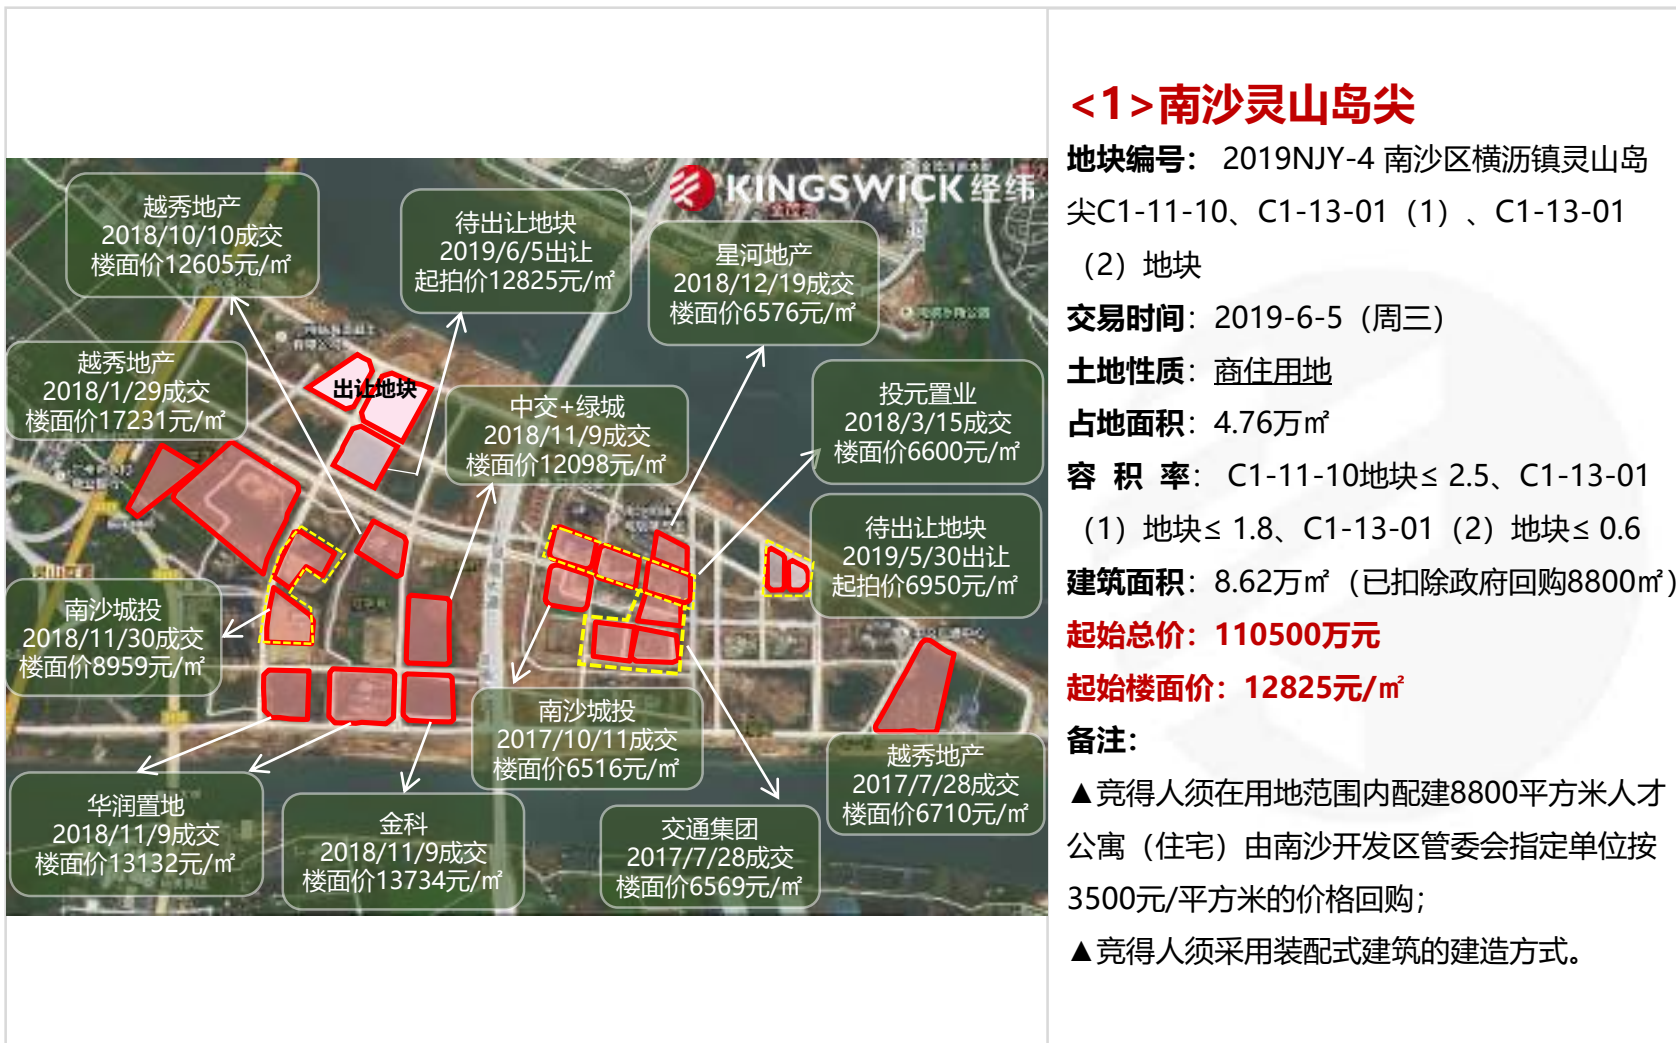 KINGSWICK 经纬
越秀地产
2018/10/10成交
楼面价12605元/㎡
待出让地块
2019/6/5出让
起拍价12825元/㎡
星河地产
2018/12/19成交
楼面价6576元/㎡
越秀地产
2018/1/29成交
楼面价17231元/㎡
出让地块
中交+绿城
2018/11/9成交
楼面价12098元/㎡
投元置业
2018/3/15成交
楼面价6600元/㎡
待出让地块
2019/5/30出让
起拍价6950元/㎡
南沙城投
2018/11/30成交
楼面价8959元/㎡
南沙城投
2017/10/11成交
楼面价6516元/㎡
越秀地产
2017/7/28成交
楼面价6710元/㎡
华润置地
2018/11/9成交
楼面价13132元/㎡
金科
2018/11/9成交
楼面价13734元/㎡
交通集团
2017/7/28成交
楼面价6569元/㎡
<1>南沙灵山岛尖
地块编号： 2019NJY-4 南沙区横沥镇灵山岛
尖C1-11-10、C1-13-01（1）、C1-13-01
（2）地块
交易时间：2019-6-5（周三）
土地性质：商住用地
占地面积：4.76万㎡
容 积 率： C1-11-10地块≤ 2.5、C1-13-01
（1）地块≤ 1.8、C1-13-01（2）地块≤ 0.6
建筑面积：8.62万㎡（已扣除政府回购8800㎡）
起始总价：110500万元
起始楼面价：12825元/㎡
备注：
▲竞得人须在用地范围内配建8800平方米人才
公寓（住宅）由南沙开发区管委会指定单位按
3500元/平方米的价格回购；
▲竞得人须采用装配式建筑的建造方式。